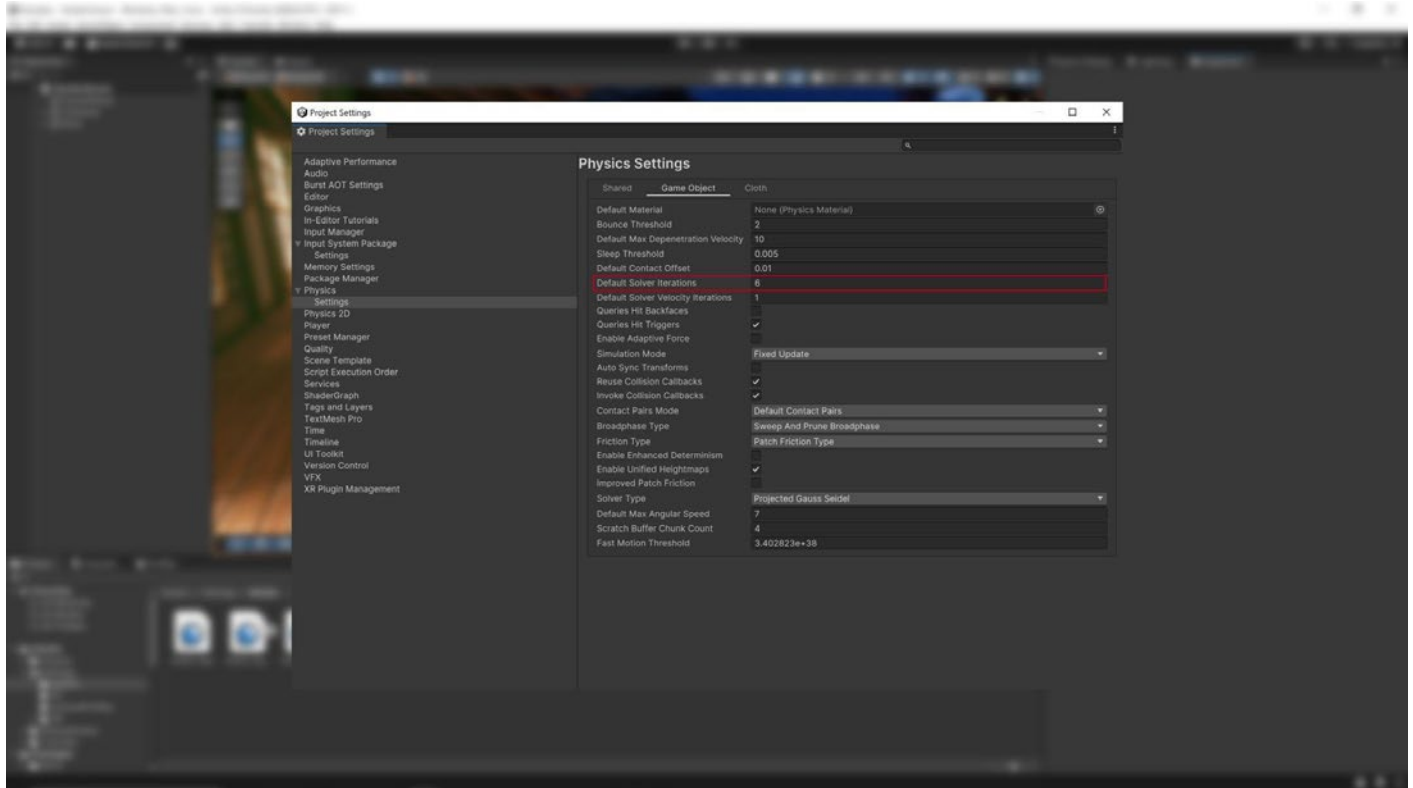 Project Settings
Project Settings
Adaptive Performance
Audio
Burst AOT Settings
Editor
Graphics
In-Editor Tutorials
Input Manager
Input System Package
Settings
Memory Settings
Package Manager
Physics
Settings
Physics 2D
Player
Preset Manager
Quality
Scene Template
Script Execution Order
Services
ShaderGraph
Tags and Layers
TextMesh Pro
Time
Timeline
UI Toolkit
Version Control
VFX
XR Plugin Management
Physics Settings
Shared Game Object Cloth
Default Material None (Physics Material)
Bounce Threshold 2
Default Max Depenetration Velocity 10
Sleep Threshold 0.005
Default Contact Offset 0.01
Default Solver Iterations 6
Default Solver Velocity Iterations 1
Queries Hit Backfaces
Queries Hit Triggers
Enable Adaptive Force
Simulation Mode Fixed Update
Auto Sync Transforms
Reuse Collision Callbacks
Invoke Collision Callbacks
Contact Pairs Mode Default Contact Pairs
Broadphase Type Sweep And Prune Broadphase
Friction Type Patch Friction Type
Enable Enhanced Determinism
Enable Unified Heightmaps
Improved Patch Friction
Solver Type Projected Gauss Seidel
Default Max Angular Speed 7
Scratch Buffer Chunk Count 4
Fast Motion Threshold 3.402823e+38